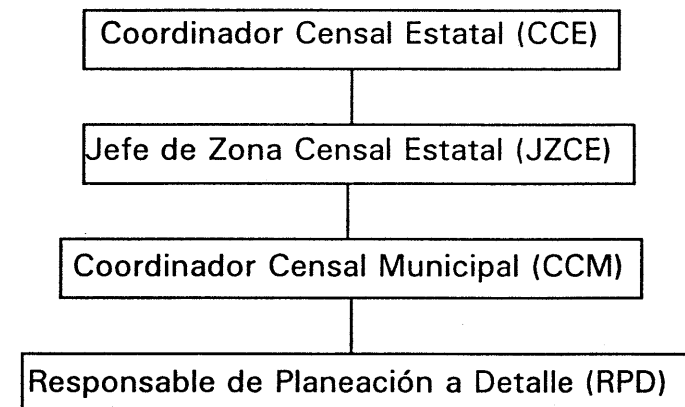 Coordinador Censal Estatal (CCE)
Jefe de Zona Censal Estatal (JZCE)
Coordinador Censal Municipal (CCM)
Responsable de Planeación a Detalle (RPD)